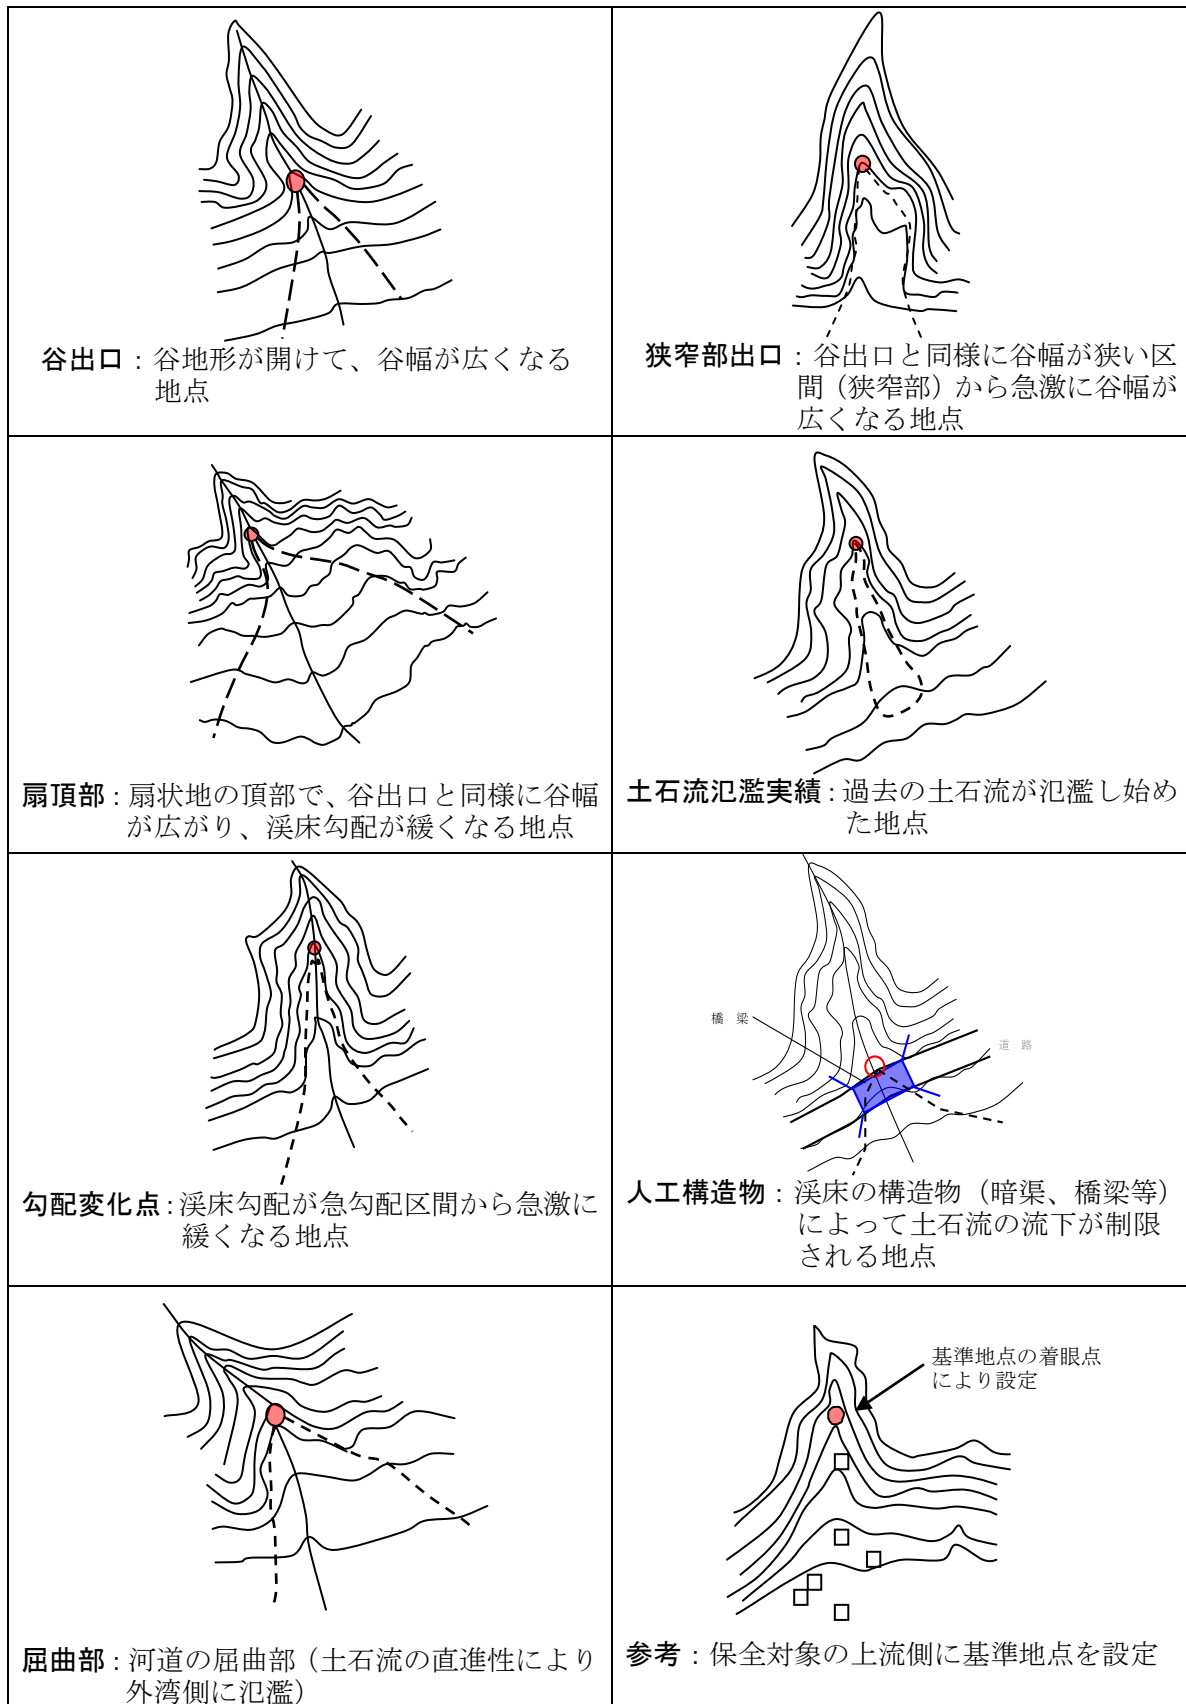 谷出口：谷地形が開けて、谷幅が広くなる
地点
狭窄部出口：谷出口と同様に谷幅が狭い区
間（狭窄部）から急激に谷幅が
広くなる地点
扇頂部：扇状地の頂部で、谷出口と同様に谷幅
が広がり、渓床勾配が緩くなる地点
土石流氾濫実績：過去の土石流が氾濫し始め
た地点
勾配変化点：渓床勾配が急勾配区間から急激に
緩くなる地点
橋　梁
道　路
人工構造物：渓床の構造物（暗渠、橋梁等）
によって土石流の流下が制限
される地点
屈曲部：河道の屈曲部（土石流の直進性により
外湾側に氾濫）
基準地点の着眼点
により設定
参考：保全対象の上流側に基準地点を設定